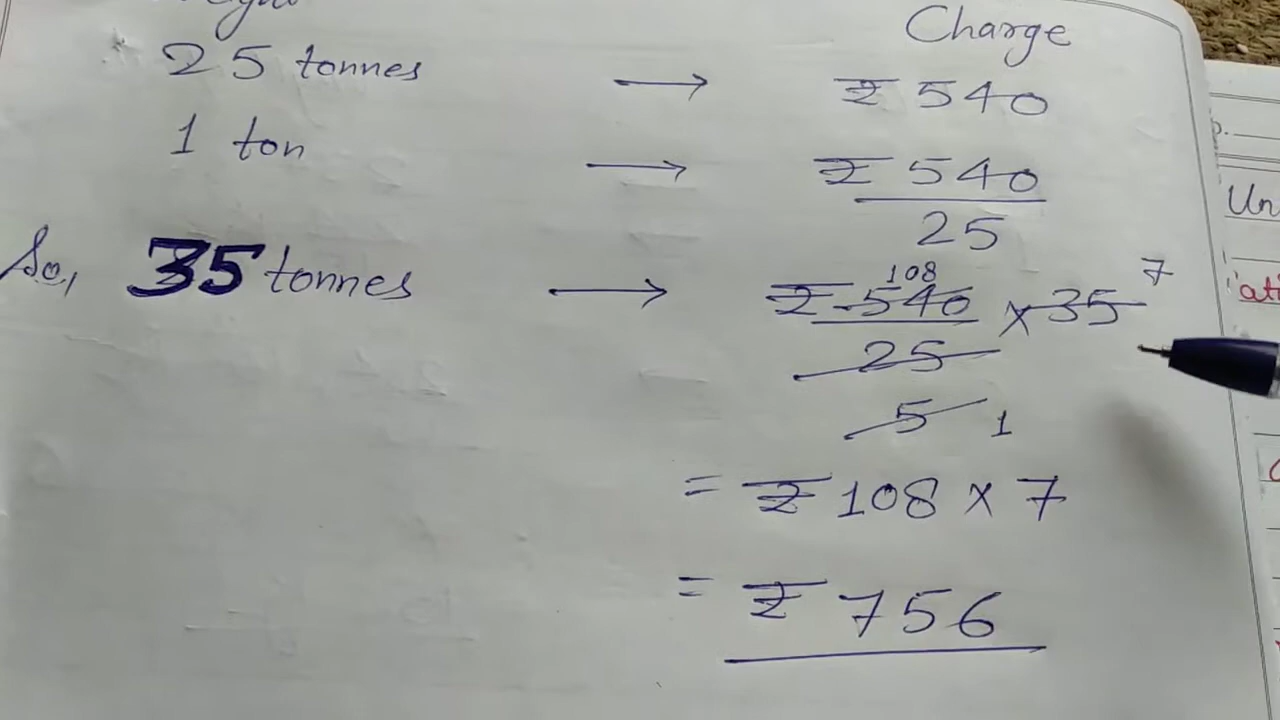 Charge
25 tonnes → ₹ 540
1 ton → ₹ 540
25
So, 35 tonnes → ₹ 540 × 35 108 7
25
5 1
= ₹ 108 × 7
= ₹ 756
Un